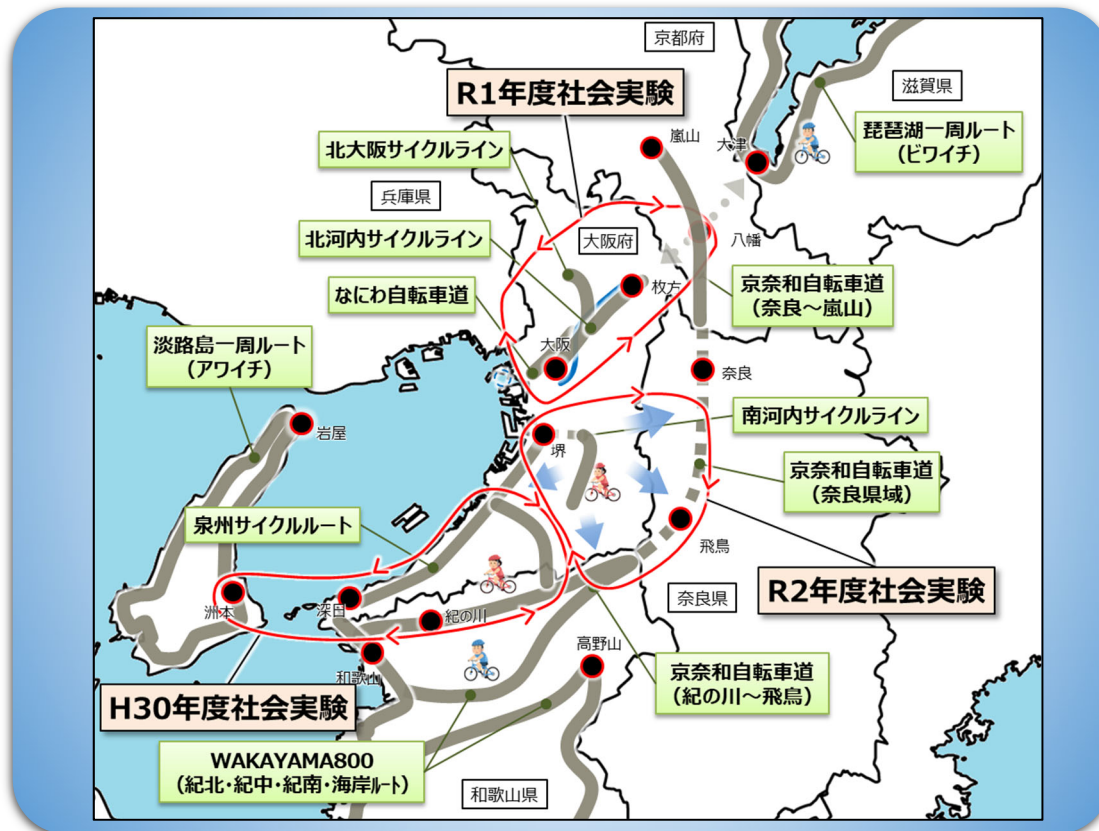 京都府
R1年度社会実験
滋賀県
嵐山
大津
琵琶湖一周ルート
(ビワイチ)
北大阪サイクルライン
兵庫県
北河内サイクルライン
大阪府
八幡
なにわ自転車道
枚方
京奈和自転車道
(奈良～嵐山)
淡路島一周ルート
(アワイチ)
大阪
奈良
岩屋
堺
南河内サイクルライン
京奈和自転車道
(奈良県域)
泉州サイクルルート
飛鳥
R2年度社会実験
洲本
深日
紀の川
奈良県
高野山
和歌山
京奈和自転車道
(紀の川～飛鳥)
H30年度社会実験
WAKAYAMA800
(紀北・紀中・紀南・海岸ルート)
和歌山県